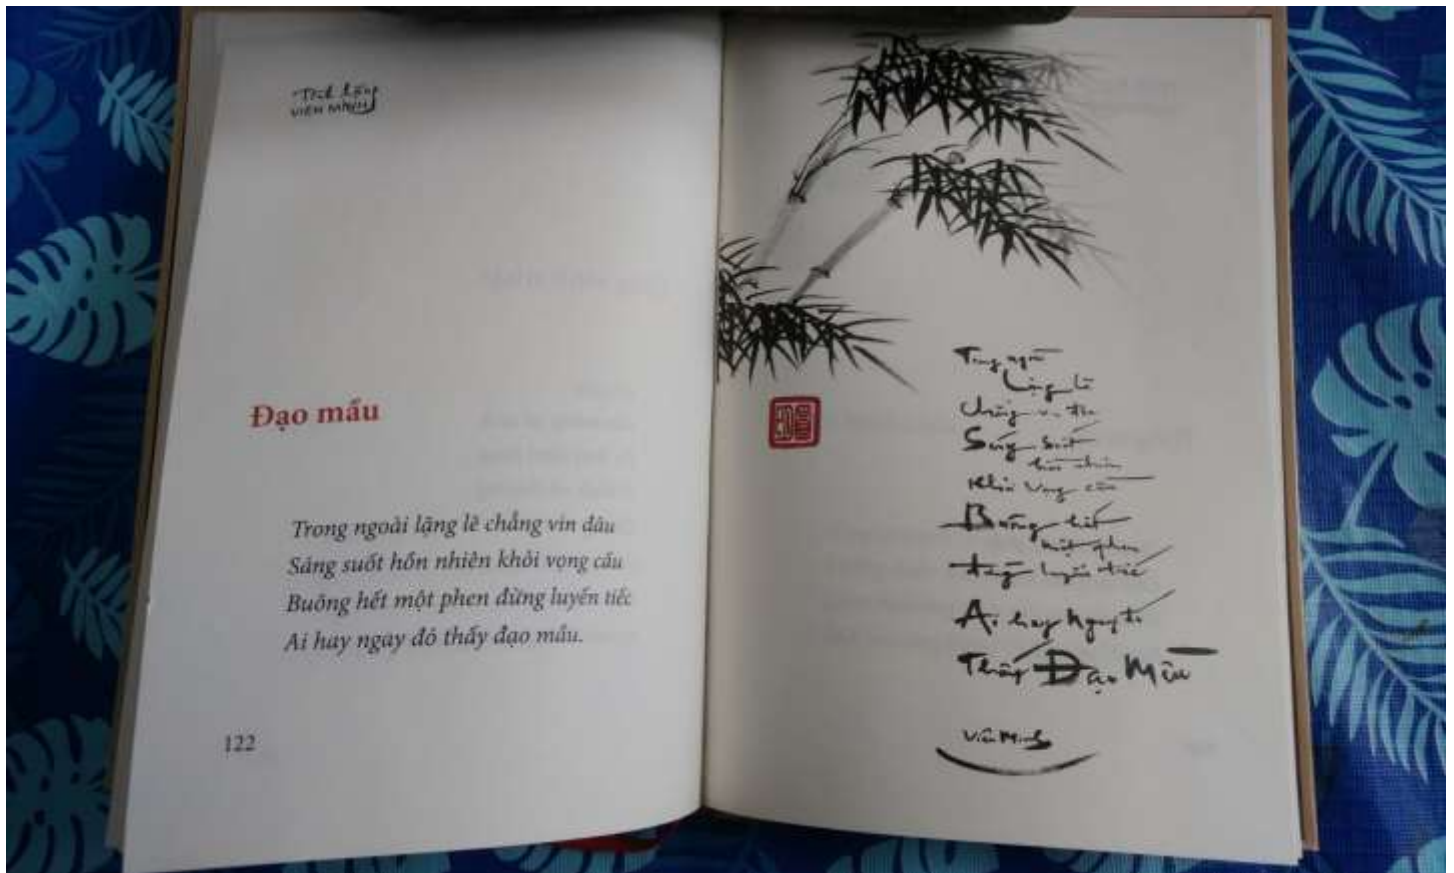 Tịch lặng
VIÊN MINH
Đạo mầu
Trong ngoài lặng lẽ chẳng vin đâu
Sáng suốt hồn nhiên khỏi vọng cầu
Buông hết một phen đừng luyến tiếc
Ai hay ngay đó thấy đạo mầu.
122
Trong ngoài
Lặng lẽ
Chẳng vin đâu
Sáng suốt
hồn nhiên
Khỏi vọng cầu
Buông hết
một phen
đừng luyến tiếc
Ai hay ngay đó
Thấy Đạo Mầu
Viên Minh